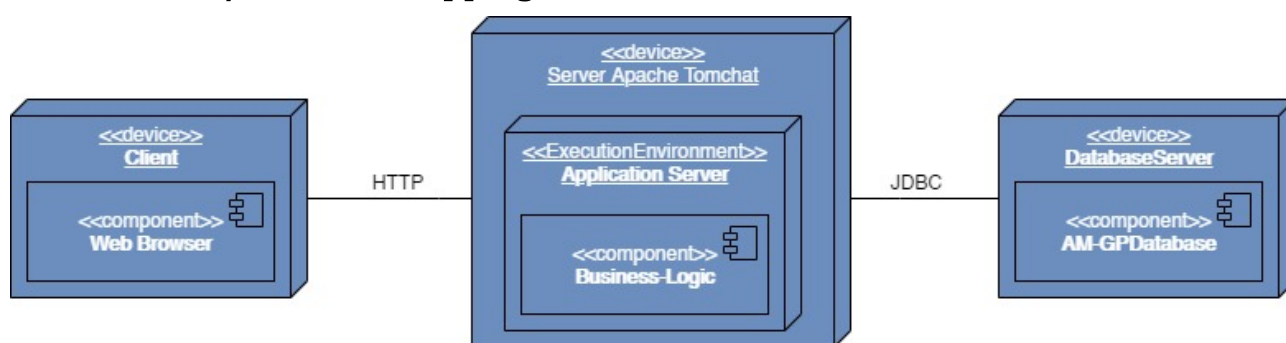 <<device>>
Client
<<component>>
Web Browser
HTTP
<<device>>
Server Apache Tomchat
<<ExecutionEnvironment>>
Application Server
<<component>>
Business-Logic
JDBC
<<device>>
DatabaseServer
<<component>>
AM-GPDatabase